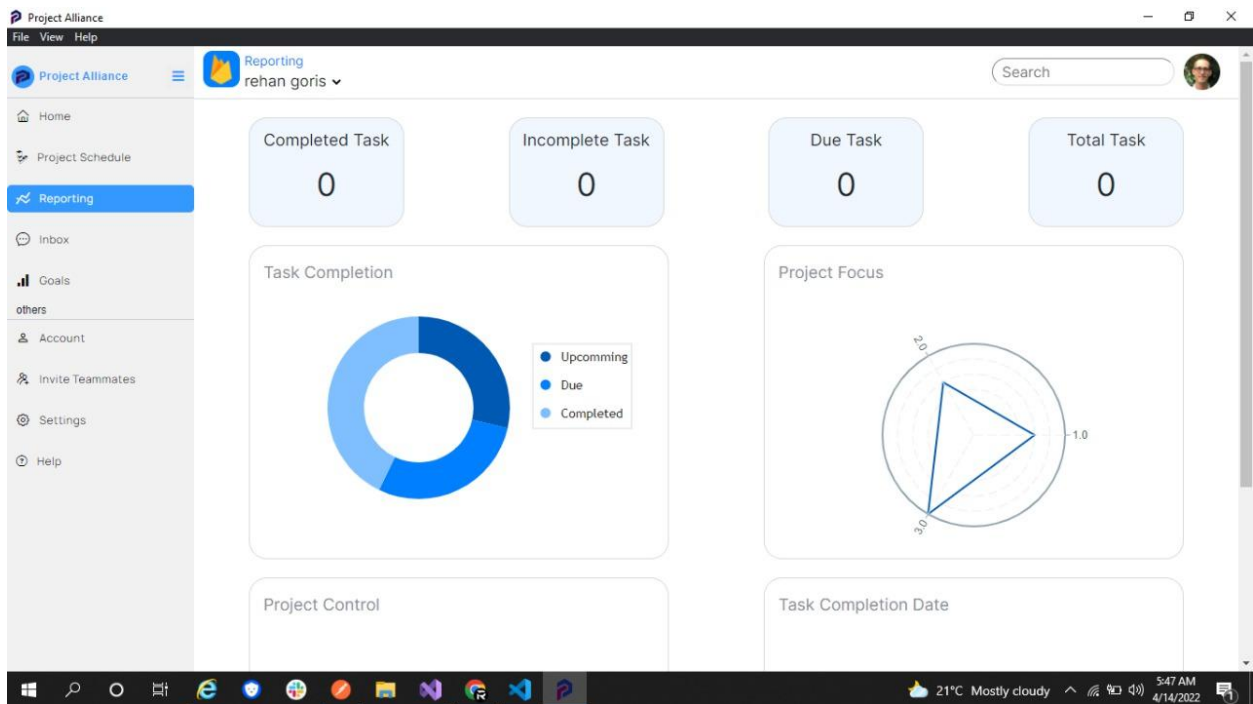 Project Alliance
File View Help
Project Alliance
Reporting
rehan goris
Search
Home
Project Schedule
Reporting
Inbox
Goals
others
Account
Invite Teammates
Settings
Help
Completed Task
0
Incomplete Task
0
Due Task
0
Total Task
0
Task Completion
Upcomming
Due
Completed
Project Focus
2.0
1.0
3.0
Project Control
Task Completion Date
21°C Mostly cloudy
5:47 AM
4/14/2022
1